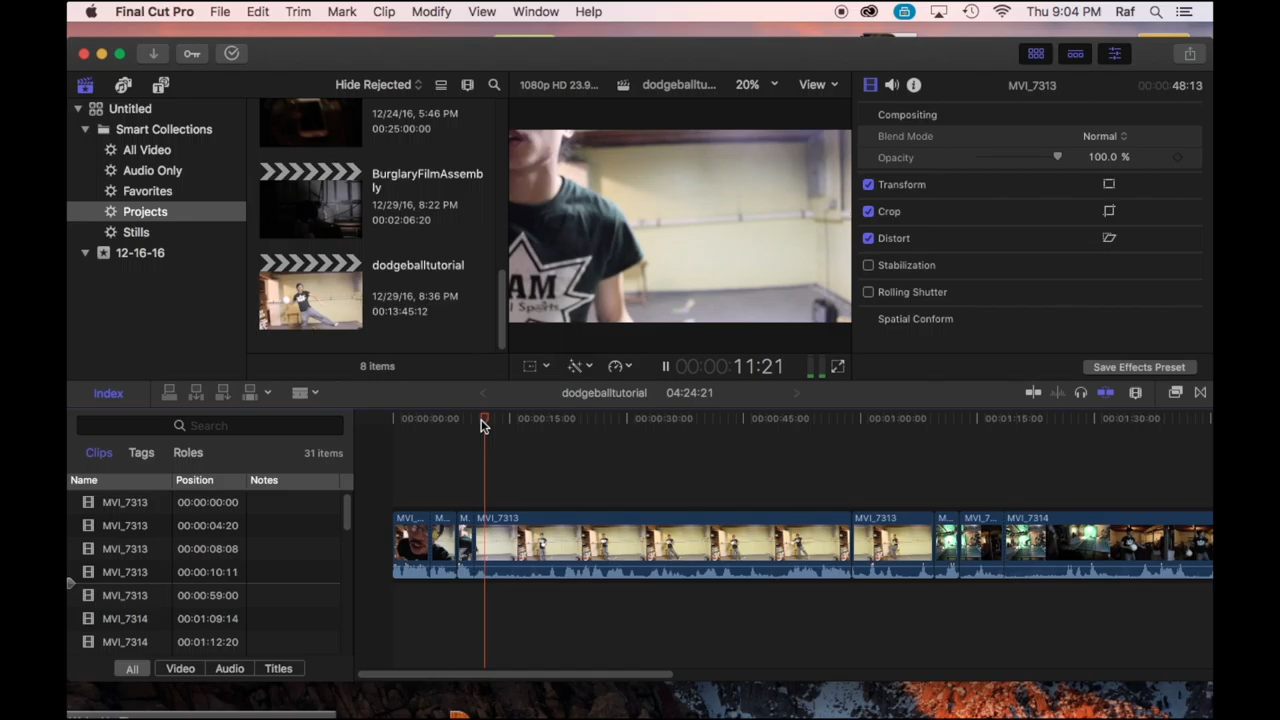 Final Cut Pro File Edit Trim Mark Clip Modify View Window Help Thu 9:04 PM Raf
Hide Rejected 1080p HD 23.9... dodgeballtu... 20% View MVI_7313 00:00:48:13
Untitled
Smart Collections
All Video
Audio Only
Favorites
Projects
Stills
12-16-16
12/24/16, 5:46 PM
00:25:00:00
BurglaryFilmAssemb
ly
12/29/16, 8:22 PM
00:02:06:20
dodgeballtutorial
12/29/16, 8:36 PM
00:13:45:12
8 items
AM
l Sports
00:00:11:21
Compositing
Blend Mode Normal
Opacity 100.0 %
Transform
Crop
Distort
Stabilization
Rolling Shutter
Spatial Conform
Save Effects Preset
Index dodgeballtutorial 04:24:21
Search
Clips Tags Roles 31 items
Name Position Notes
MVI_7313 00:00:00:00
MVI_7313 00:00:04:20
MVI_7313 00:00:08:08
MVI_7313 00:00:10:11
MVI_7313 00:00:59:00
MVI_7314 00:01:09:14
MVI_7314 00:01:12:20
All Video Audio Titles
00:00:00:00 00:00:15:00 00:00:30:00 00:00:45:00 00:01:00:00 00:01:15:00 00:01:30:00
MVI_... M... M. MVI_7313 MVI_7313 M... MVI_7... MVI_7314